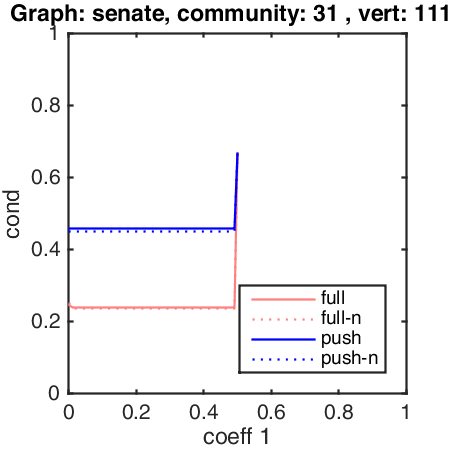 Graph: senate, community: 31 , vert: 111
1
0.8
0.6
0.4
0.2
0
cond
full
full-n
push
push-n
0 0.2 0.4 0.6 0.8 1
coeff 1